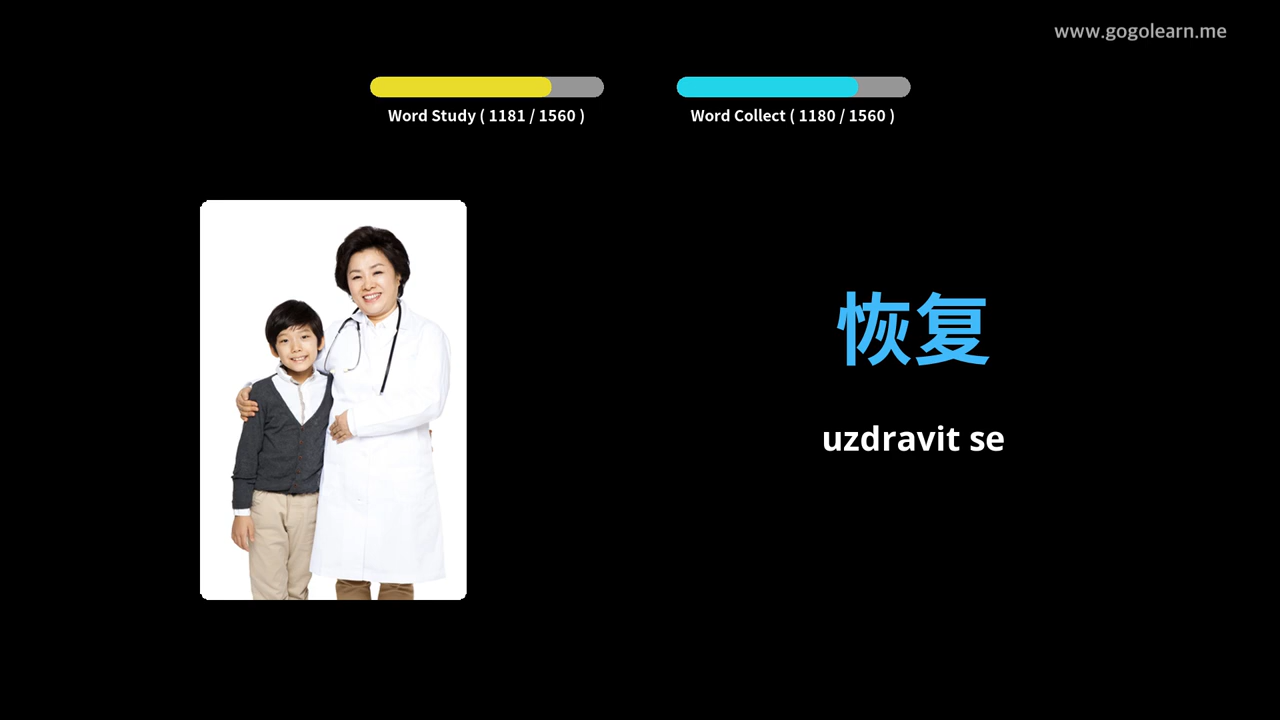 www.gogolearn.me
Word Study ( 1181 / 1560 )
Word Collect ( 1180 / 1560 )
恢复
uzdravit se